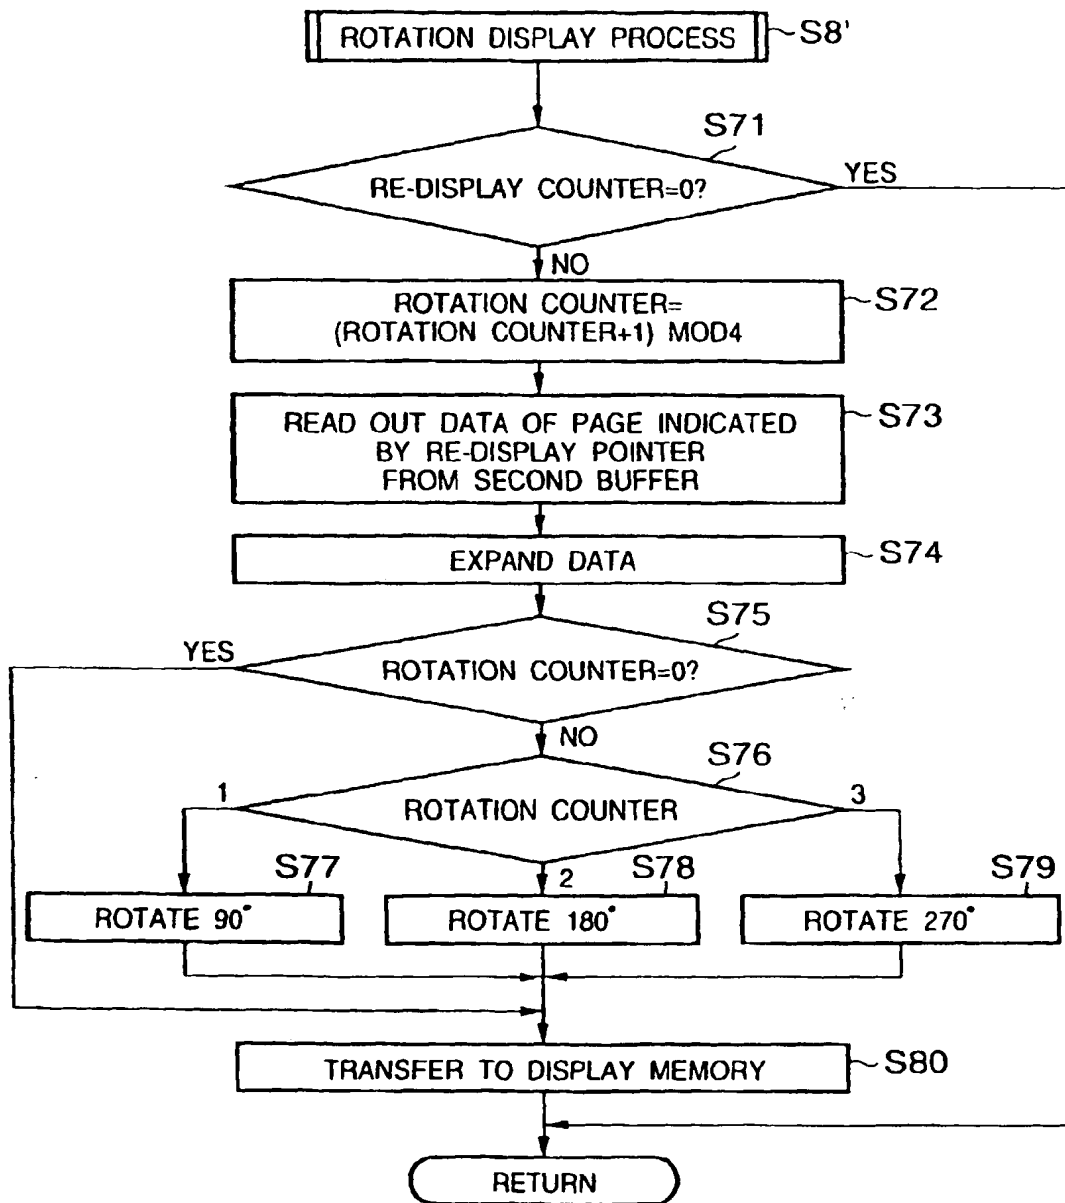 ROTATION DISPLAY PROCESS
S8'
S71
RE-DISPLAY COUNTER=0?
YES
NO
ROTATION COUNTER=
(ROTATION COUNTER+1) MOD4
S72
READ OUT DATA OF PAGE INDICATED
BY RE-DISPLAY POINTER
FROM SECOND BUFFER
S73
EXPAND DATA
S74
S75
YES
ROTATION COUNTER=0?
NO
S76
1
ROTATION COUNTER
3
S77
2
S78
S79
ROTATE 90°
ROTATE 180°
ROTATE 270°
TRANSFER TO DISPLAY MEMORY
S80
RETURN